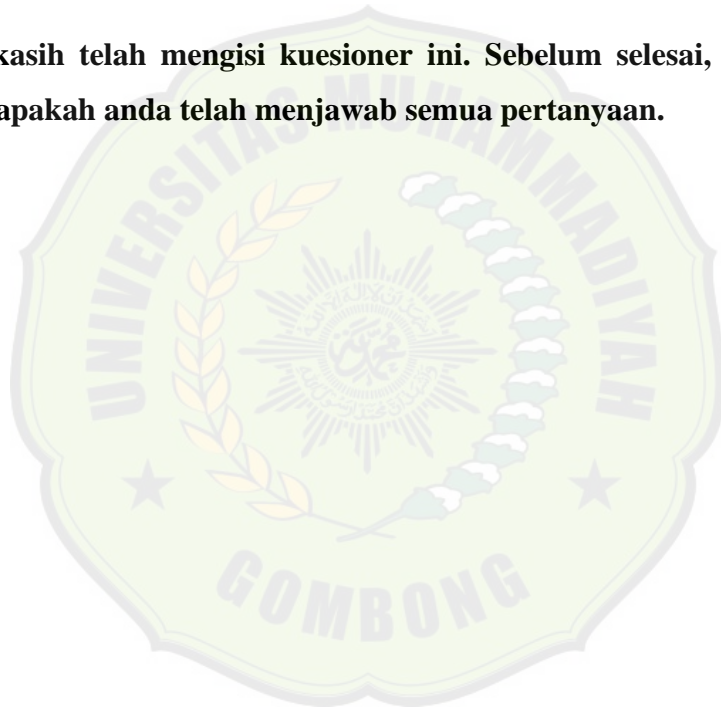 kasih telah mengisi kuesioner ini. Sebelum selesai,
apakah anda telah menjawab semua pertanyaan.
UNIVERSITAS MUHAMMADIYAH
GOMBONG